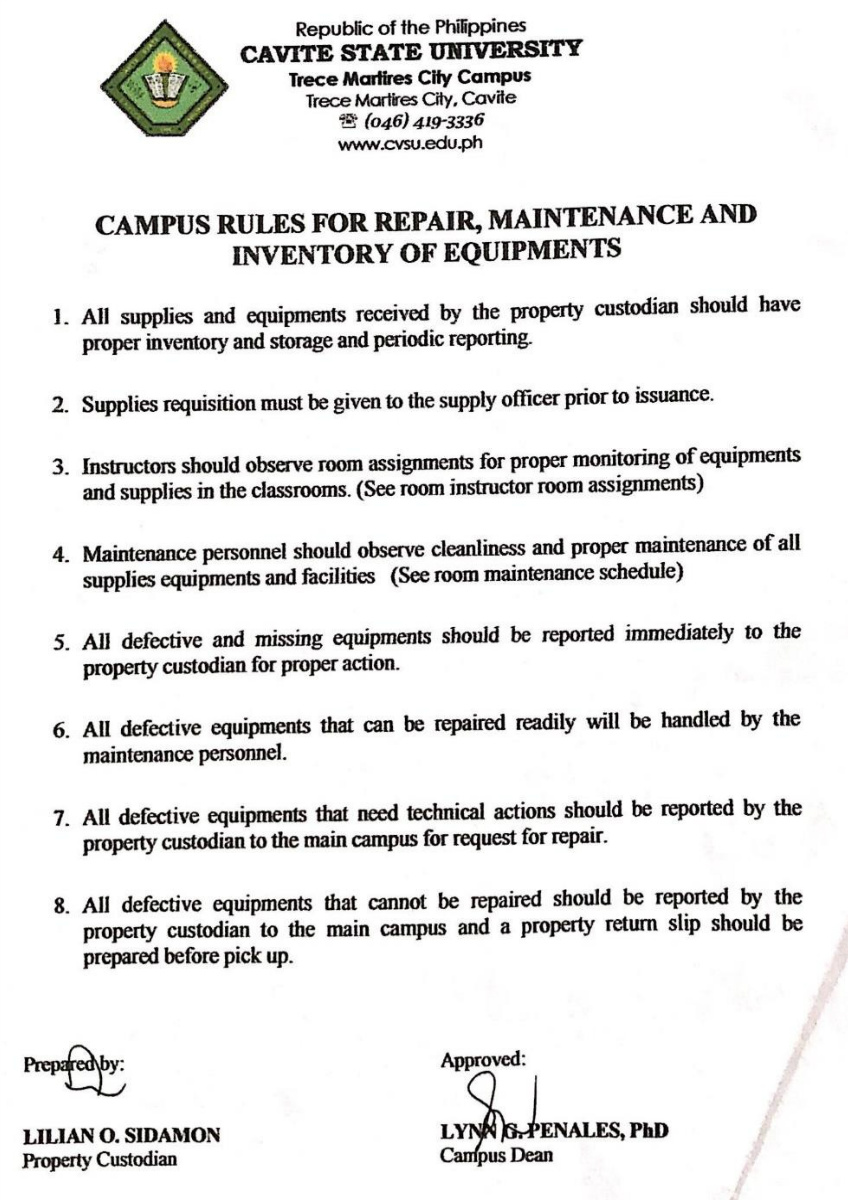 Republic of the Philippines
CAVITE STATE UNIVERSITY
Trece Martires City Campus
Trece Martires City, Cavite
☏ (046) 419-3336
www.cvsu.edu.ph
CAMPUS RULES FOR REPAIR, MAINTENANCE AND
INVENTORY OF EQUIPMENTS
1. All supplies and equipments received by the property custodian should have
proper inventory and storage and periodic reporting.
2. Supplies requisition must be given to the supply officer prior to issuance.
3. Instructors should observe room assignments for proper monitoring of equipments
and supplies in the classrooms. (See room instructor room assignments)
4. Maintenance personnel should observe cleanliness and proper maintenance of all
supplies equipments and facilities (See room maintenance schedule)
5. All defective and missing equipments should be reported immediately to the
property custodian for proper action.
6. All defective equipments that can be repaired readily will be handled by the
maintenance personnel.
7. All defective equipments that need technical actions should be reported by the
property custodian to the main campus for request for repair.
8. All defective equipments that cannot be repaired should be reported by the
property custodian to the main campus and a property return slip should be
prepared before pick up.
Prepared by:
LILIAN O. SIDAMON
Property Custodian
Approved:
LYNN G. PENALES, PhD
Campus Dean